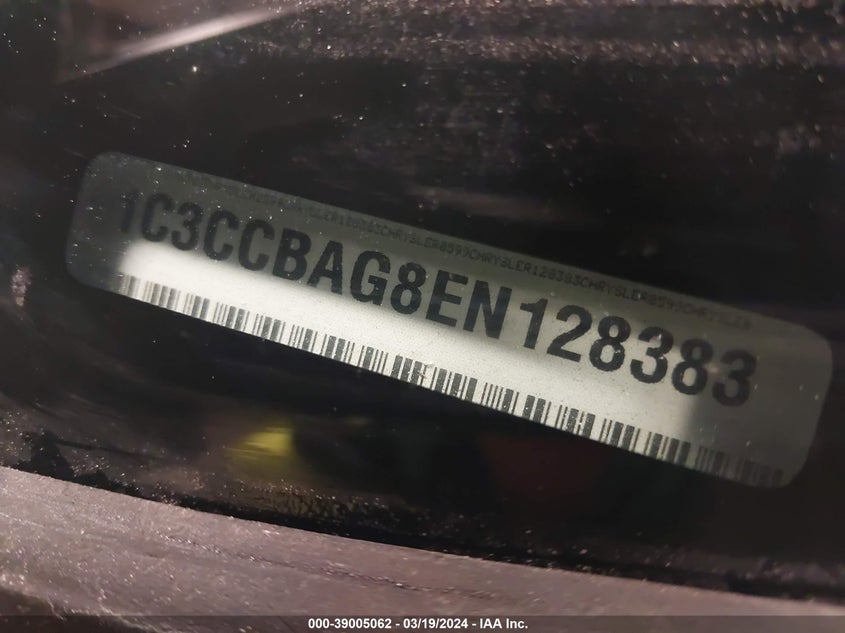 1C3CCBAG8EN128383
000-39005062 - 03/19/2024 - IAA Inc.